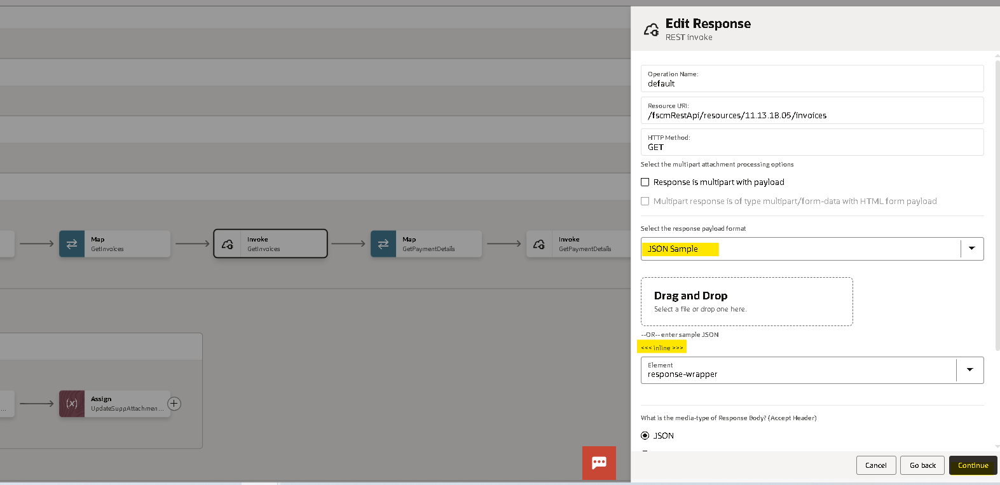 Edit Response
REST invoke
Operation Name:
default
Resource URI:
/fscmRestApi/resources/11.13.18.05/invoices
HTTP Method:
GET
Select the multipart attachment processing options
Response is multipart with payload
Multipart response is of type multipart/form-data with HTML form payload
Select the response payload format
JSON Sample
Drag and Drop
Select a file or drop one here.
--OR-- enter sample JSON
<<< inline >>>
Element
response-wrapper
What is the media-type of Response Body? (Accept Header)
JSON
Cancel
Go back
Continue
Map
GetInvoices
Invoke
GetInvoices
Map
GetPaymentDetails
Invoke
GetPaymentDetails
...
Assign
UpdateSuppAttachmen...
(x)